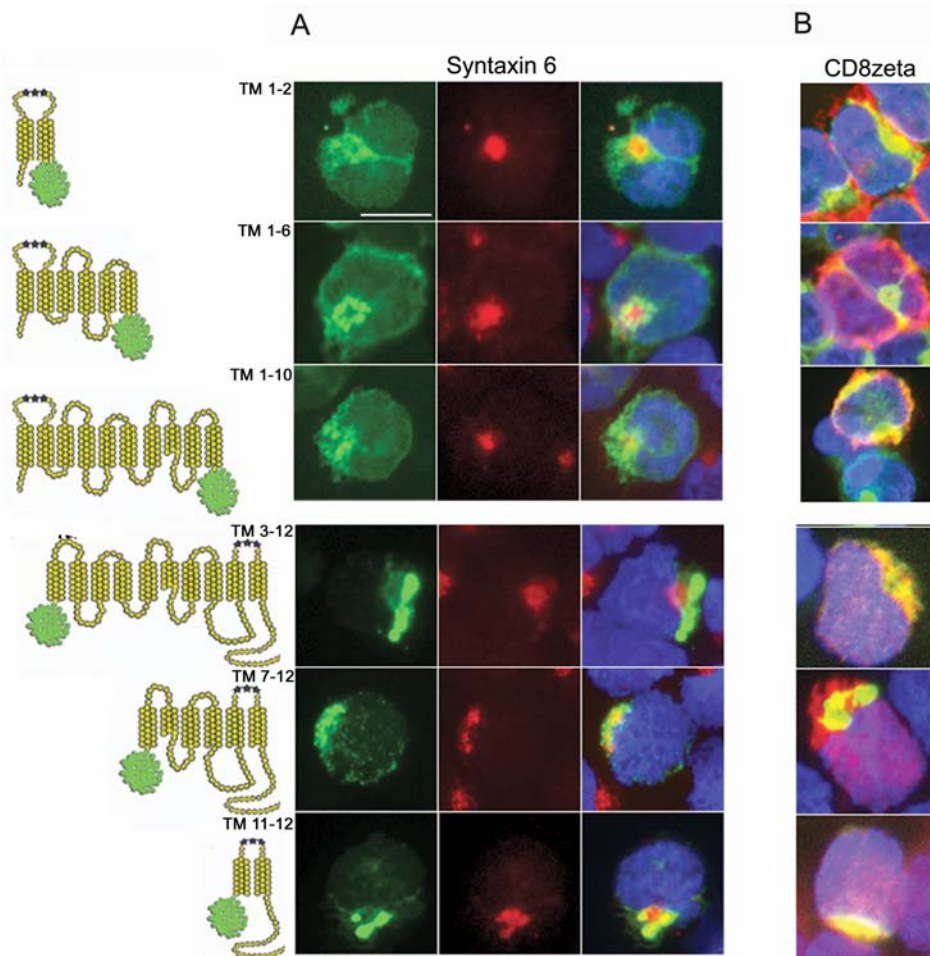 A
B
Syntaxin 6
CD8zeta
TM 1-2
TM 1-6
TM 1-10
TM 3-12
TM 7-12
TM 11-12